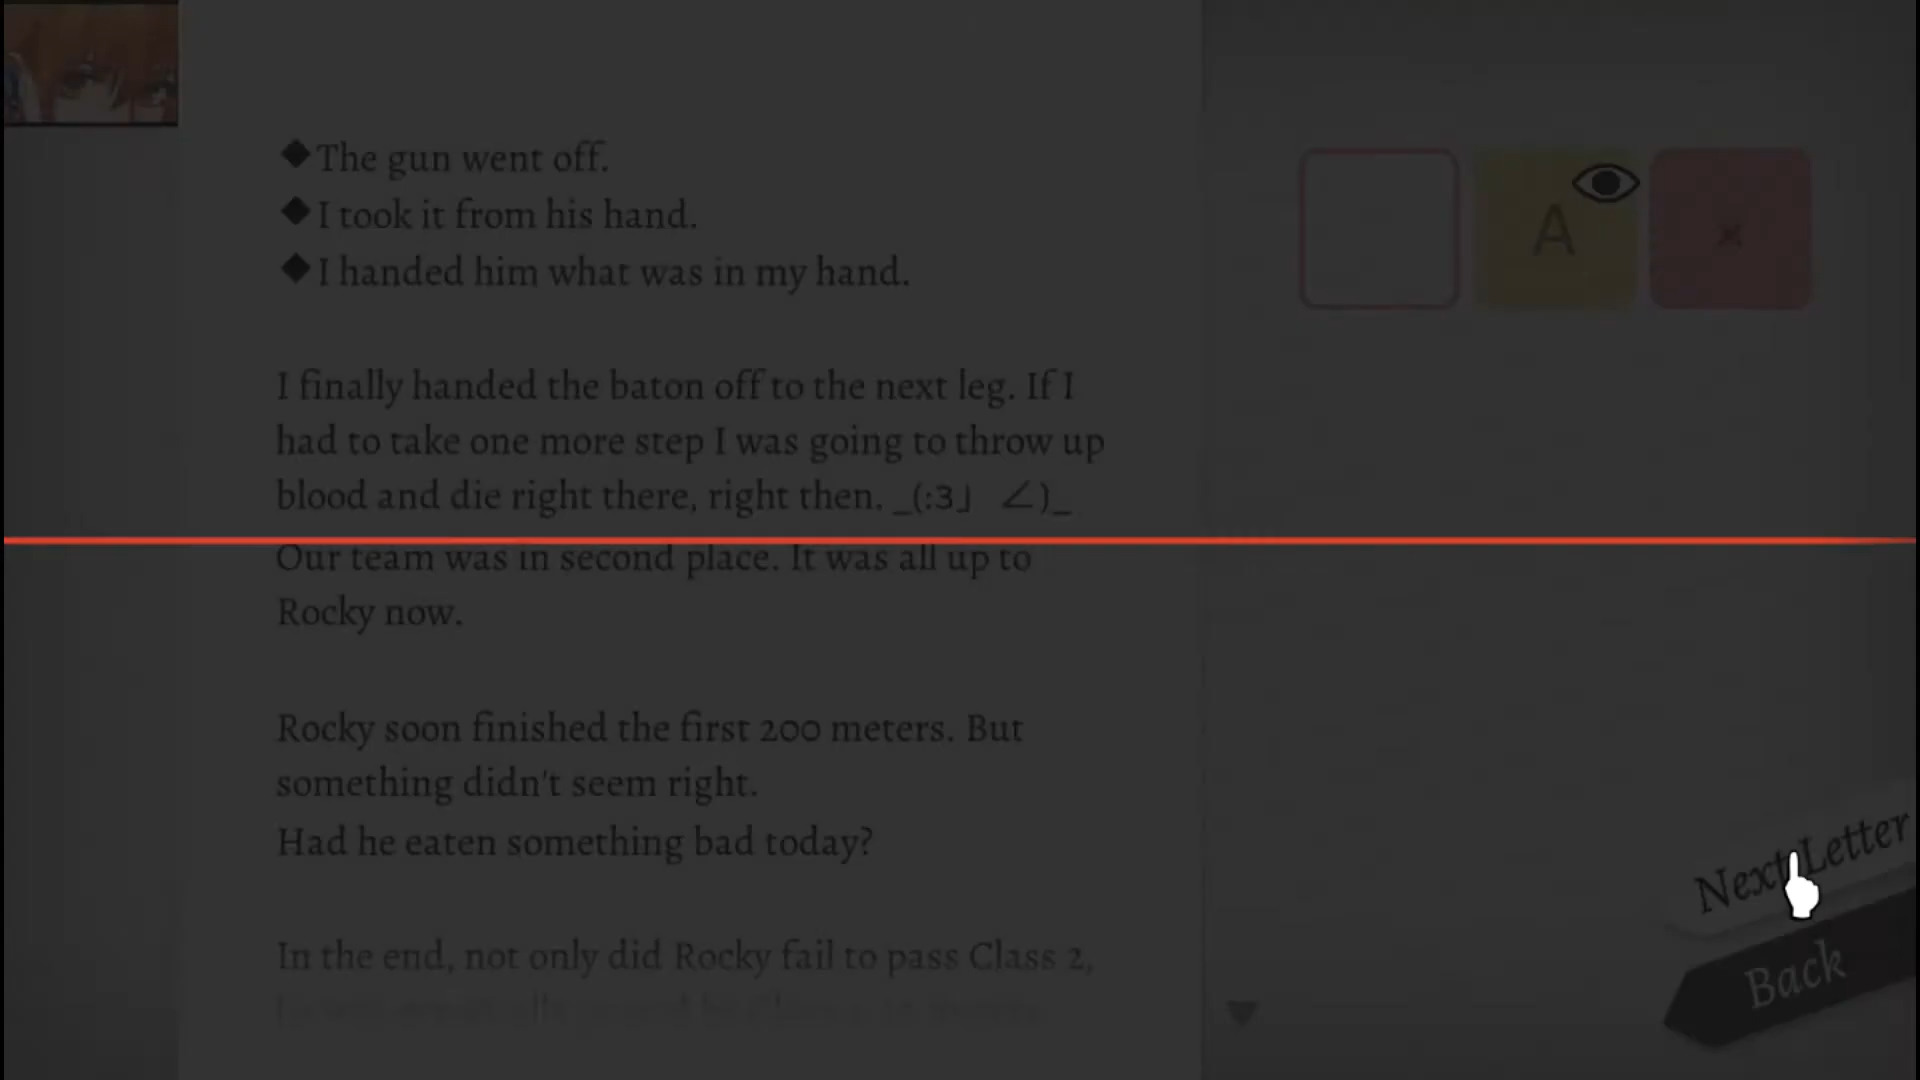 ◆The gun went off.
◆I took it from his hand.
◆I handed him what was in my hand.
A
×
I finally handed the baton off to the next leg. If I
had to take one more step I was going to throw up
blood and die right there, right then. _(:3」∠)_
Our team was in second place. It was all up to
Rocky now.
Rocky soon finished the first 200 meters. But
something didn't seem right.
Had he eaten something bad today?
In the end, not only did Rocky fail to pass Class 2,
Next Letter
Back